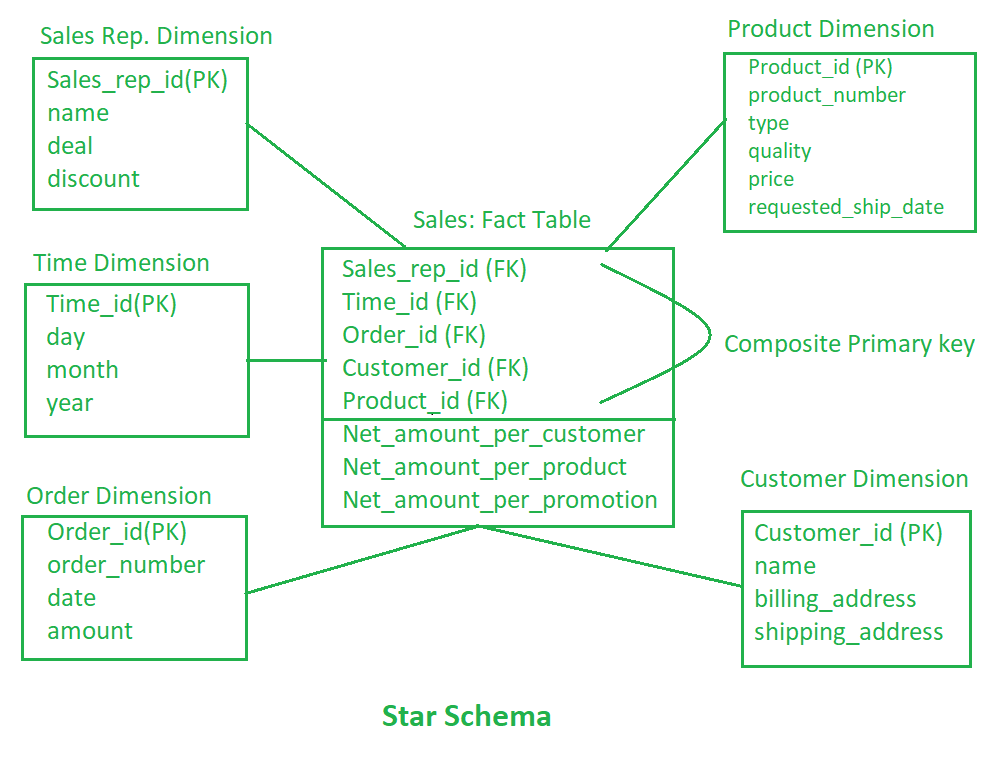 Sales Rep. Dimension
Sales_rep_id(PK)
name
deal
discount
Product Dimension
Product_id (PK)
product_number
type
quality
price
requested_ship_date
Sales: Fact Table
Sales_rep_id (FK)
Time_id (FK)
Order_id (FK)
Customer_id (FK)
Product_id (FK)
Net_amount_per_customer
Net_amount_per_product
Net_amount_per_promotion
Composite Primary key
Time Dimension
Time_id(PK)
day
month
year
Order Dimension
Order_id(PK)
order_number
date
amount
Customer Dimension
Customer_id (PK)
name
billing_address
shipping_address
Star Schema